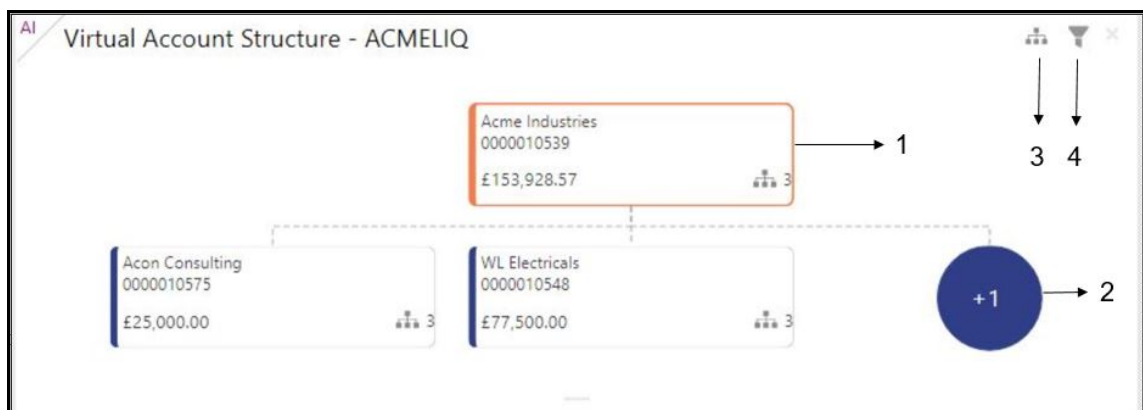 AI
Virtual Account Structure - ACMELIQ
Acme Industries
0000010539
£153,928.57
3
1
3 4
Acon Consulting
0000010575
£25,000.00
3
WL Electricals
0000010548
£77,500.00
3
+1
2